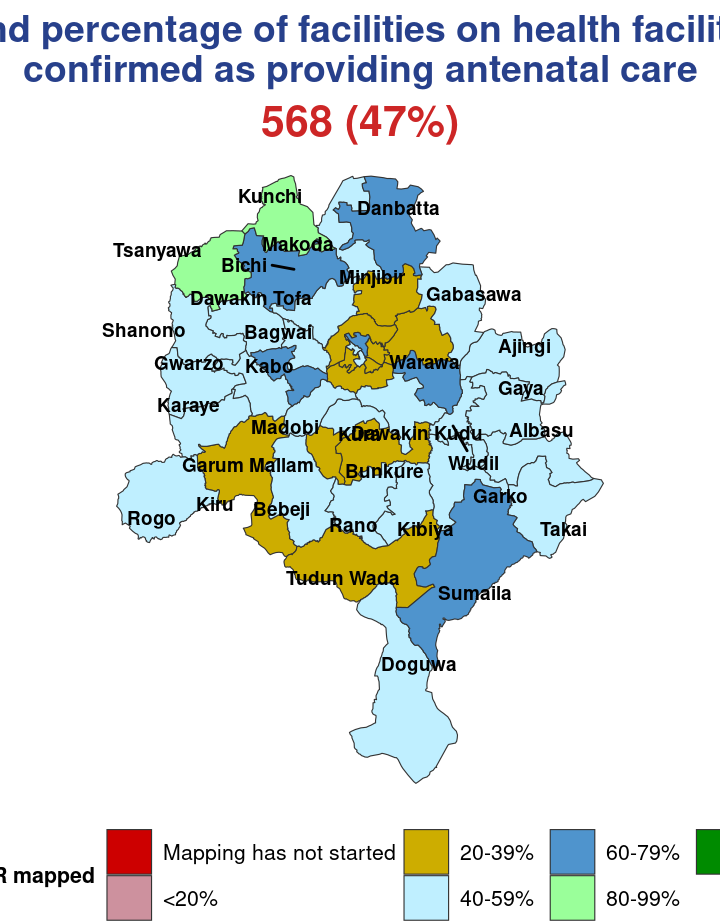 percentage of facilities on health
confirmed as providing antenatal care
568 (47%)
Kunchi
Danbatta
Makoda
Tsanyawa
Bichi
Minjibir
Dawakin Tofa
Gabasawa
Shanono
Bagwai
Ajingi
Gwarzo
Kabo
Warawa
Gaya
Karaye
Madobi
Kura
Dawakin Kudu
Albasu
Garum Mallam
Bunkure
Wudil
Garko
Kiru
Bebeji
Rogo
Rano
Kibiya
Takai
Tudun Wada
Sumaila
Doguwa
Mapping has not started
20-39%
60-79%
R mapped
<20%
40-59%
80-99%